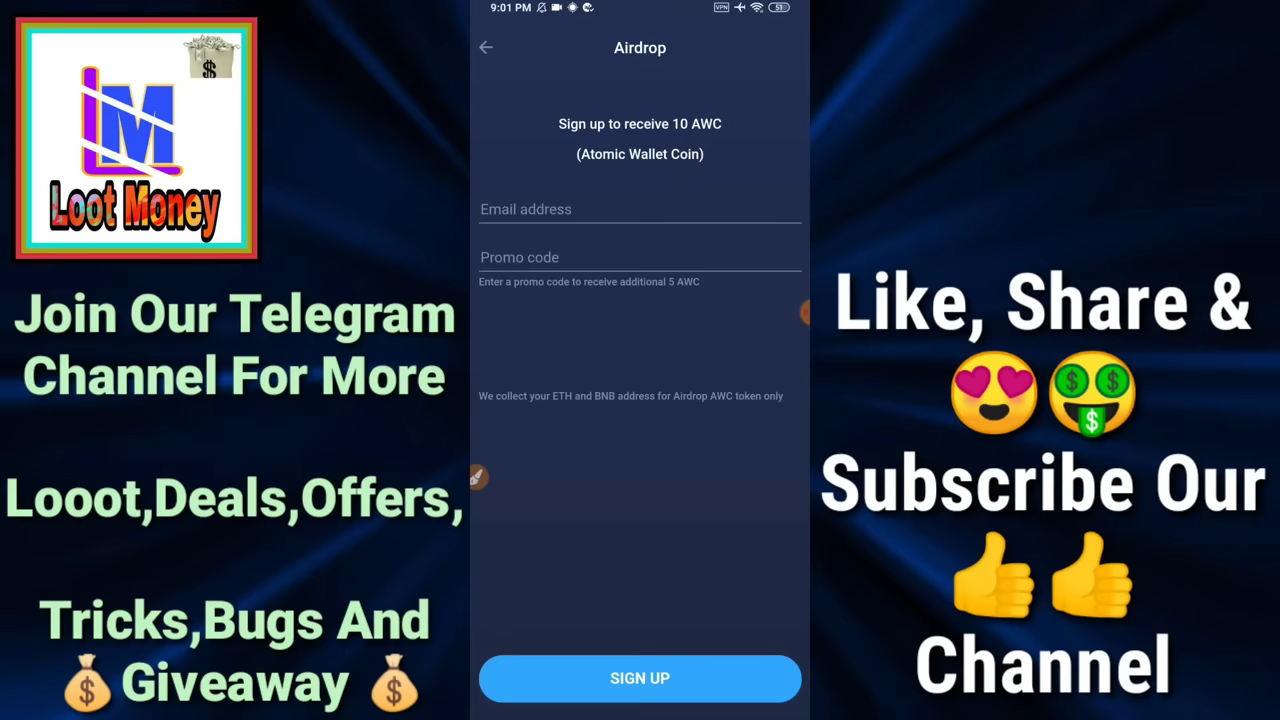 LM
Loot Money
Join Our Telegram
Channel For More
Looot,Deals,Offers,
Tricks,Bugs And
Giveaway
9:01 PM
VPN
51
Airdrop
Sign up to receive 10 AWC
(Atomic Wallet Coin)
Email address
Promo code
Enter a promo code to receive additional 5 AWC
We collect your ETH and BNB address for Airdrop AWC token only
SIGN UP
Like, Share &
Subscribe Our
Channel